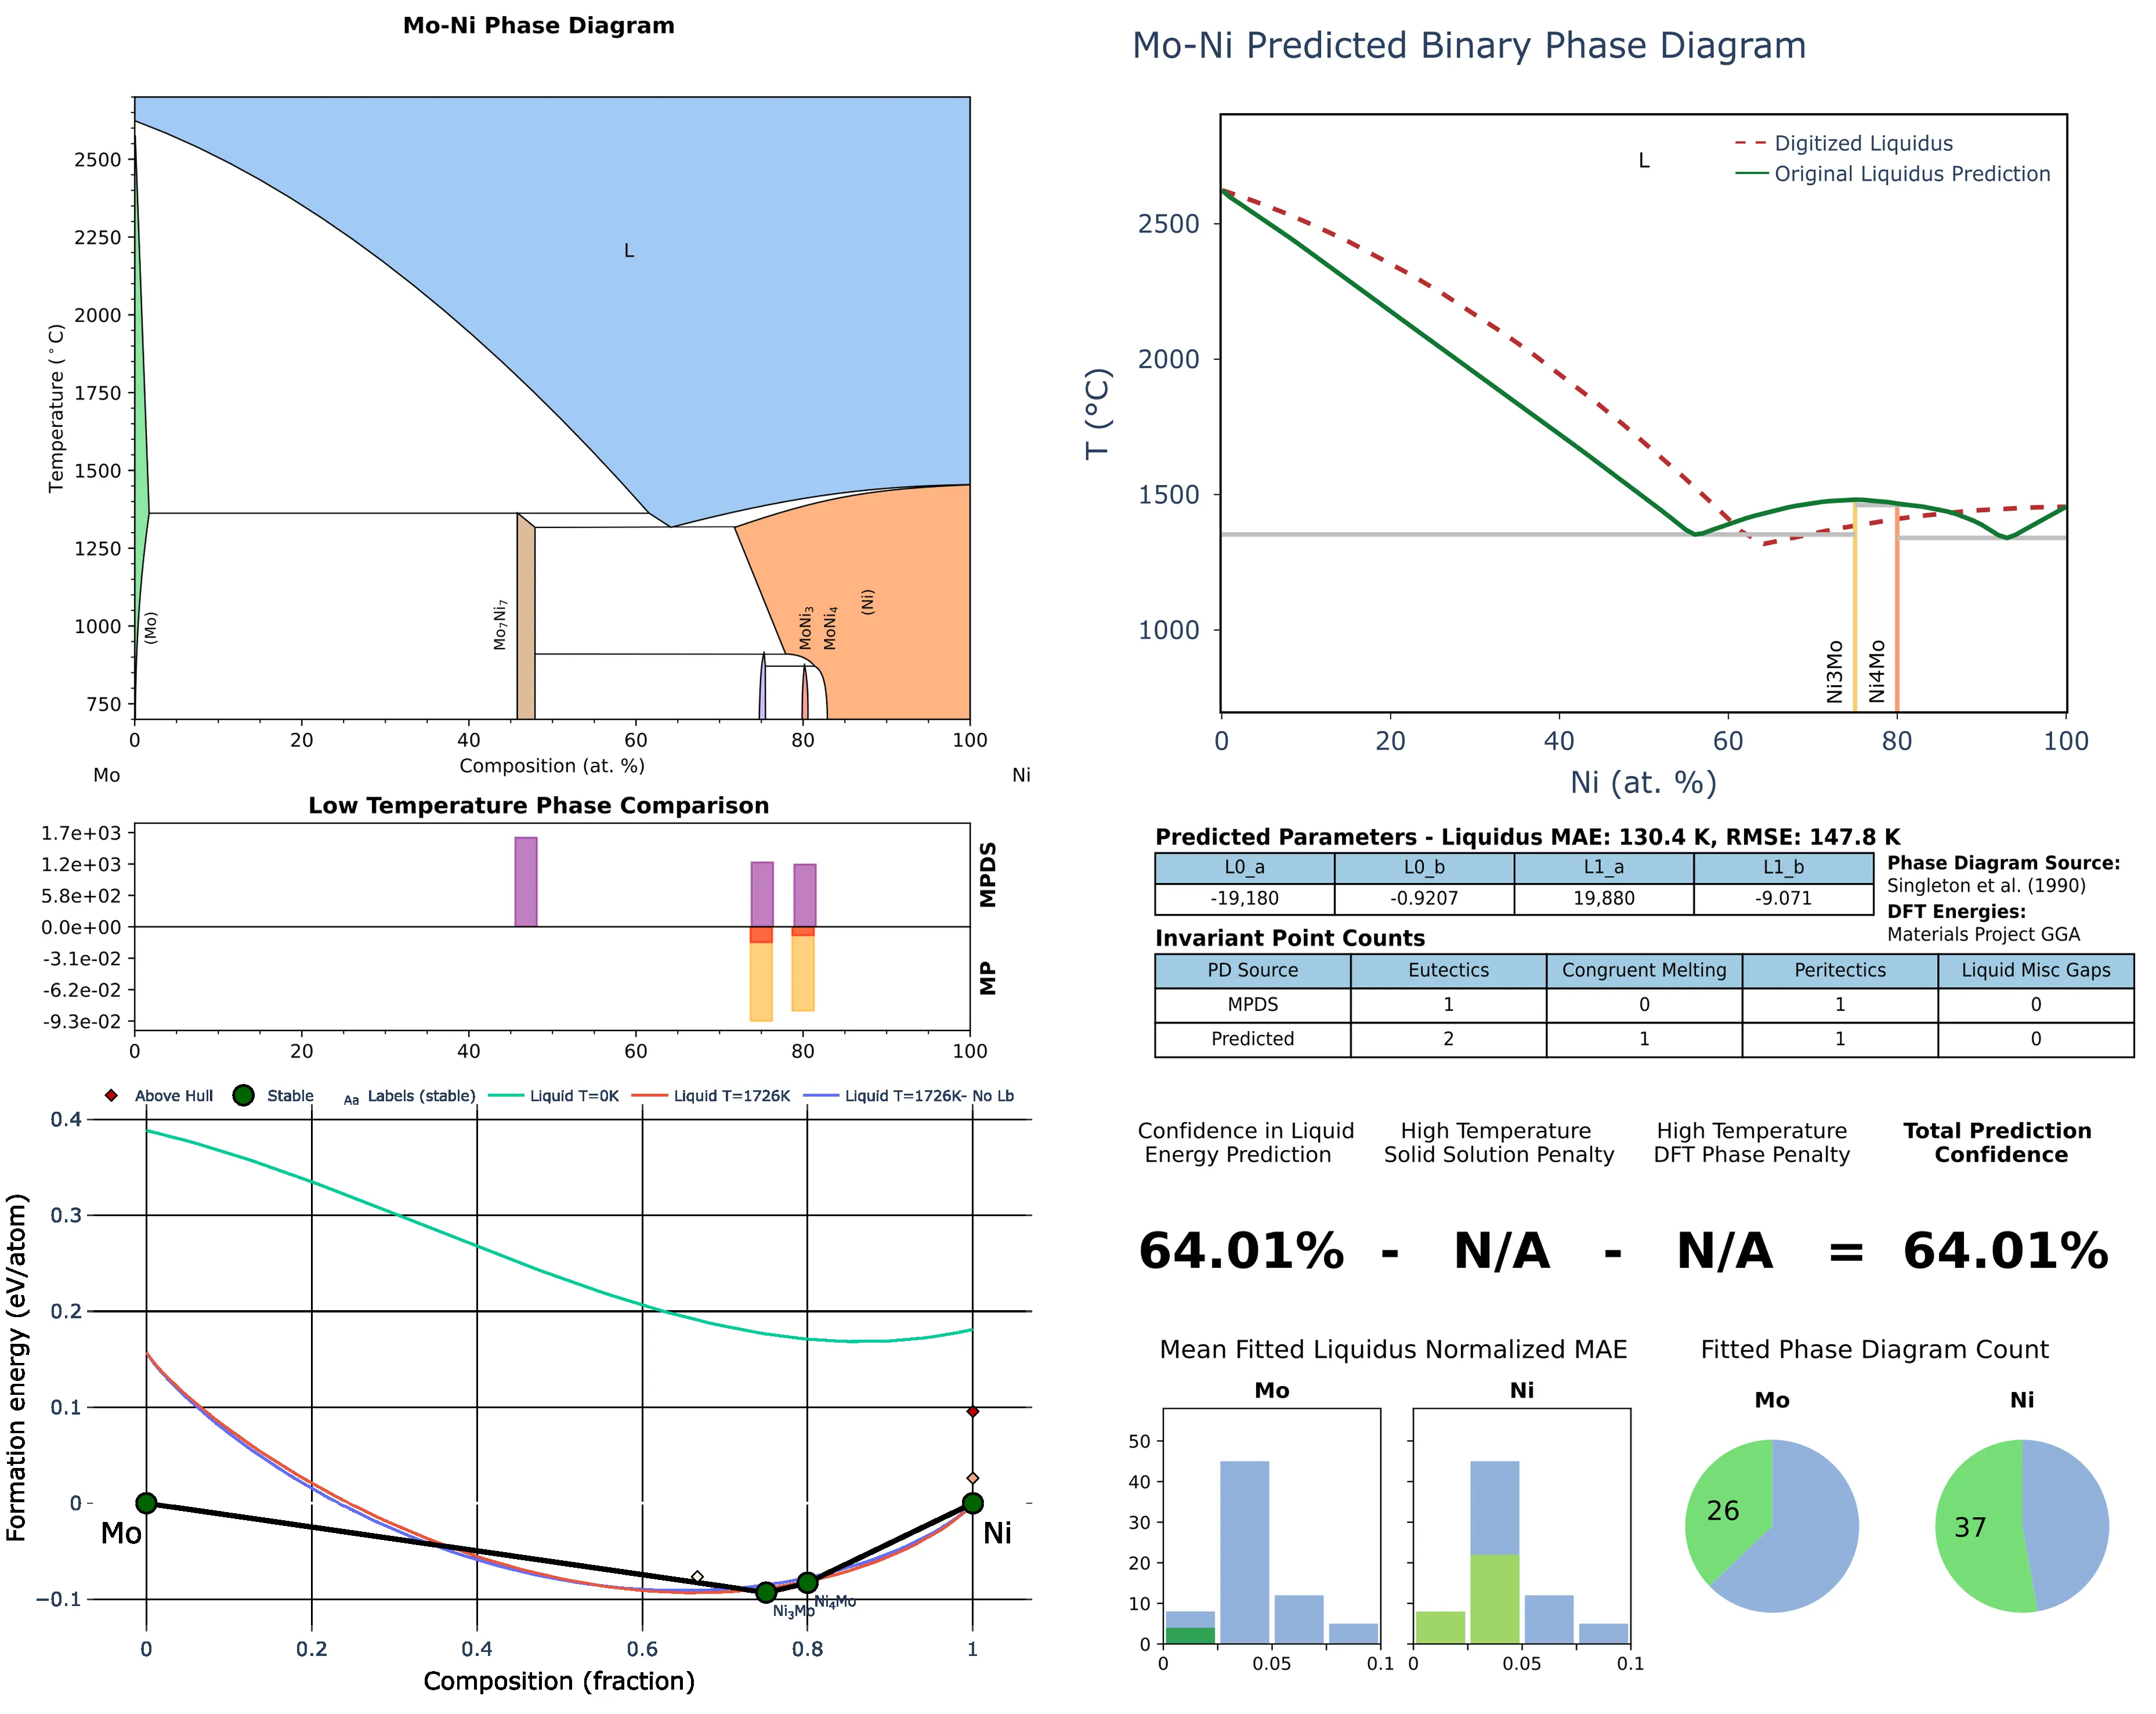 Mo-Ni Phase Diagram
2500
2250
2000
1750
1500
1250
1000
750
Temperature (°C)
L
(Mo)
Mo₇Ni₇
MoNi₃
MoNi₄
(Ni)
0 20 40 60 80 100
Composition (at. %)
Mo Ni
Low Temperature Phase Comparison
1.7e+03
1.2e+03
5.8e+02
0.0e+00
-3.1e-02
-6.2e-02
-9.3e-02
MPDS
MP
0 20 40 60 80 100
Above Hull Stable Aa Labels (stable) Liquid T=0K Liquid T=1726K Liquid T=1726K- No Lb
0.4
0.3
0.2
0.1
0
−0.1
Formation energy (eV/atom)
Mo
Ni
Ni₃Mo
Ni₄Mo
0 0.2 0.4 0.6 0.8 1
Composition (fraction)
Mo-Ni Predicted Binary Phase Diagram
L
Digitized Liquidus
Original Liquidus Prediction
2500
2000
1500
1000
T (°C)
Ni3Mo
Ni4Mo
0 20 40 60 80 100
Ni (at. %)
Predicted Parameters - Liquidus MAE: 130.4 K, RMSE: 147.8 K
L0_a L0_b L1_a L1_b
-19,180 -0.9207 19,880 -9.071
Phase Diagram Source:
Singleton et al. (1990)
DFT Energies:
Materials Project GGA
Invariant Point Counts
PD Source Eutectics Congruent Melting Peritectics Liquid Misc Gaps
MPDS 1 0 1 0
Predicted 2 1 1 0
Confidence in Liquid
Energy Prediction
High Temperature
Solid Solution Penalty
High Temperature
DFT Phase Penalty
Total Prediction
Confidence
64.01% - N/A - N/A = 64.01%
Mean Fitted Liquidus Normalized MAE
Mo
Ni
50
40
30
20
10
0
0 0.05 0.1
0 0.05 0.1
Fitted Phase Diagram Count
Mo
Ni
26
37